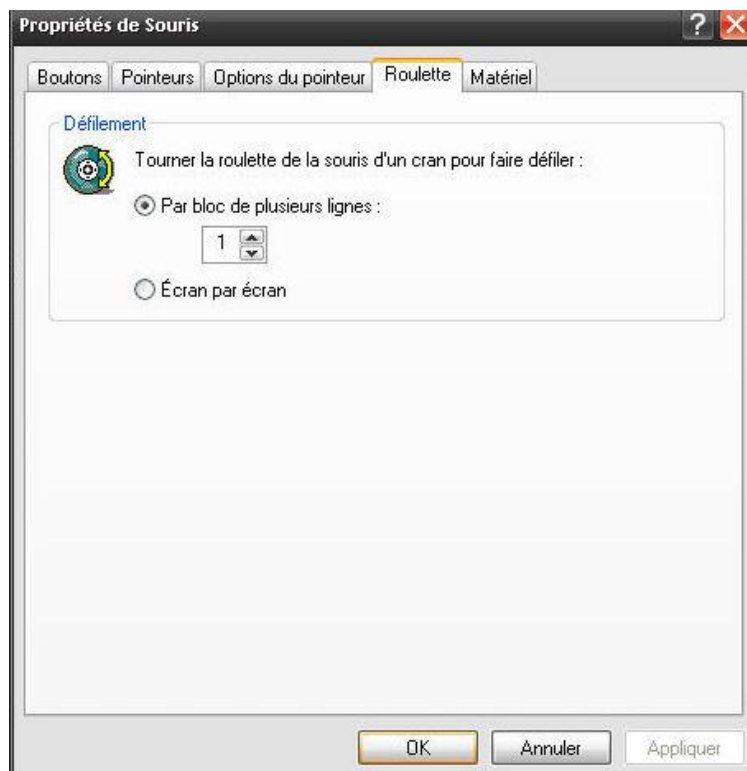 Propriétés de Souris
Boutons Pointeurs Options du pointeur Roulette Matériel
Défilement
Tourner la roulette de la souris d'un cran pour faire défiler :
Par bloc de plusieurs lignes :
1
Écran par écran
OK Annuler Appliquer